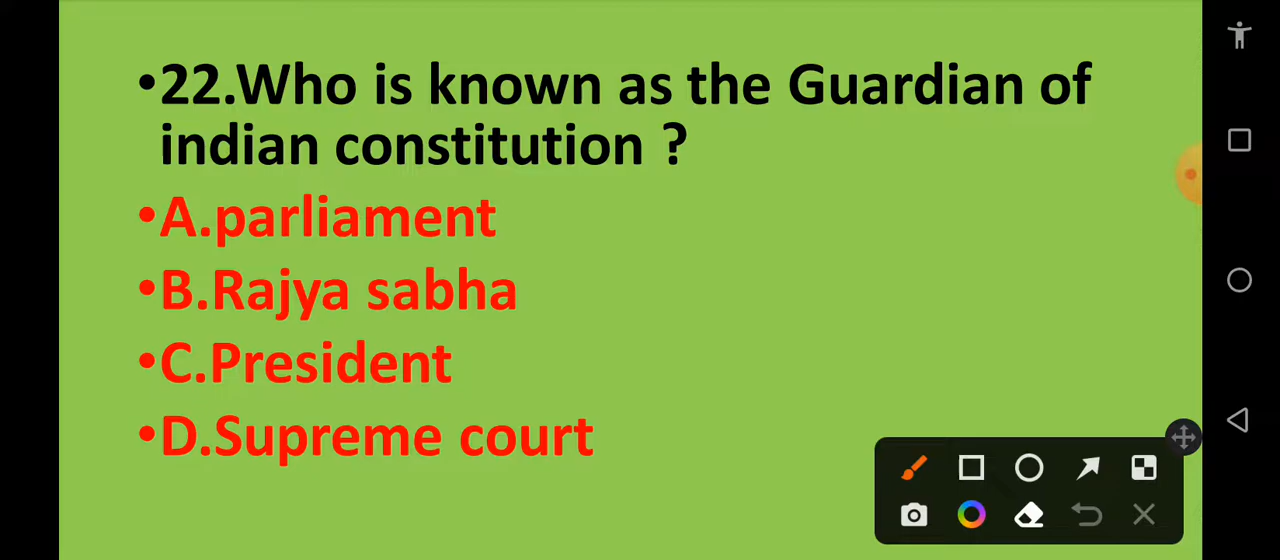 •22.Who is known as the Guardian of
indian constitution ?
•A.parliament
•B.Rajya sabha
•C.President
•D.Supreme court